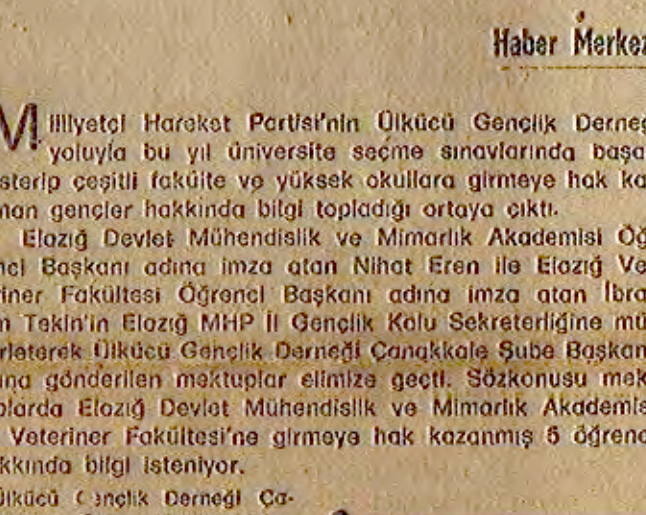 Haber Merkez
Milliyetçi Hareket Partisi'nin Ülkücü Gençlik Derneğ
yoluyla bu yıl üniversite seçme sınavlarında başa
sterip çeşitli fakülte ve yüksek okullara girmeye hak ka
nan gençler hakkında bilgi topladığı ortaya çıktı.
Elazığ Devlet Mühendislik ve Mimarlık Akademisi Öğ
nci Başkanı adına imza atan Nihat Eren ile Elazığ Ve
riner Fakültesi Öğrenci Başkanı adına imza atan İbra
m Tekin'in Elazığ MHP İl Gençlik Kolu Sekreterliğine mü
rleterek Ülkücü Gençlik Derneği Çanakkale Şube Başkan
ına gönderilen mektuplar elimize geçti. Sözkonusu mek
plarda Elazığ Devlet Mühendislik ve Mimarlık Akademis
Veteriner Fakültesi'ne girmeye hak kazanmış 5 öğrenc
kkında bilgi isteniyor.
Ülkücü Gençlik Derneği Ça-